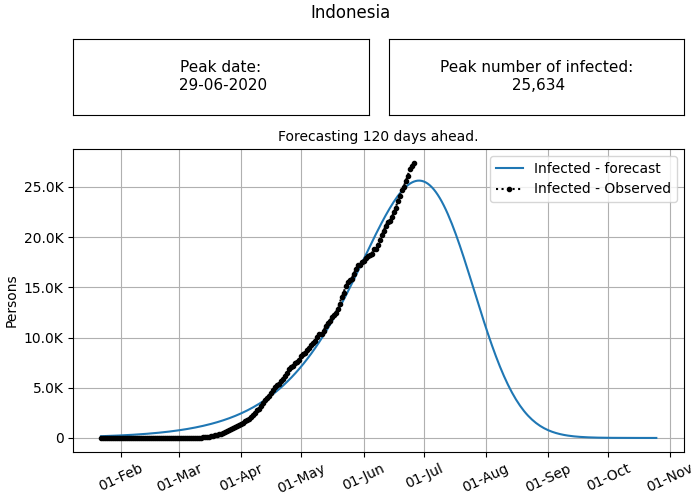 Indonesia
Peak date:
29-06-2020
Peak number of infected:
25,634
Forecasting 120 days ahead.
Infected - forecast
Infected - Observed
Persons
25.0K
20.0K
15.0K
10.0K
5.0K
0
01-Feb
01-Mar
01-Apr
01-May
01-Jun
01-Jul
01-Aug
01-Sep
01-Oct
01-Nov